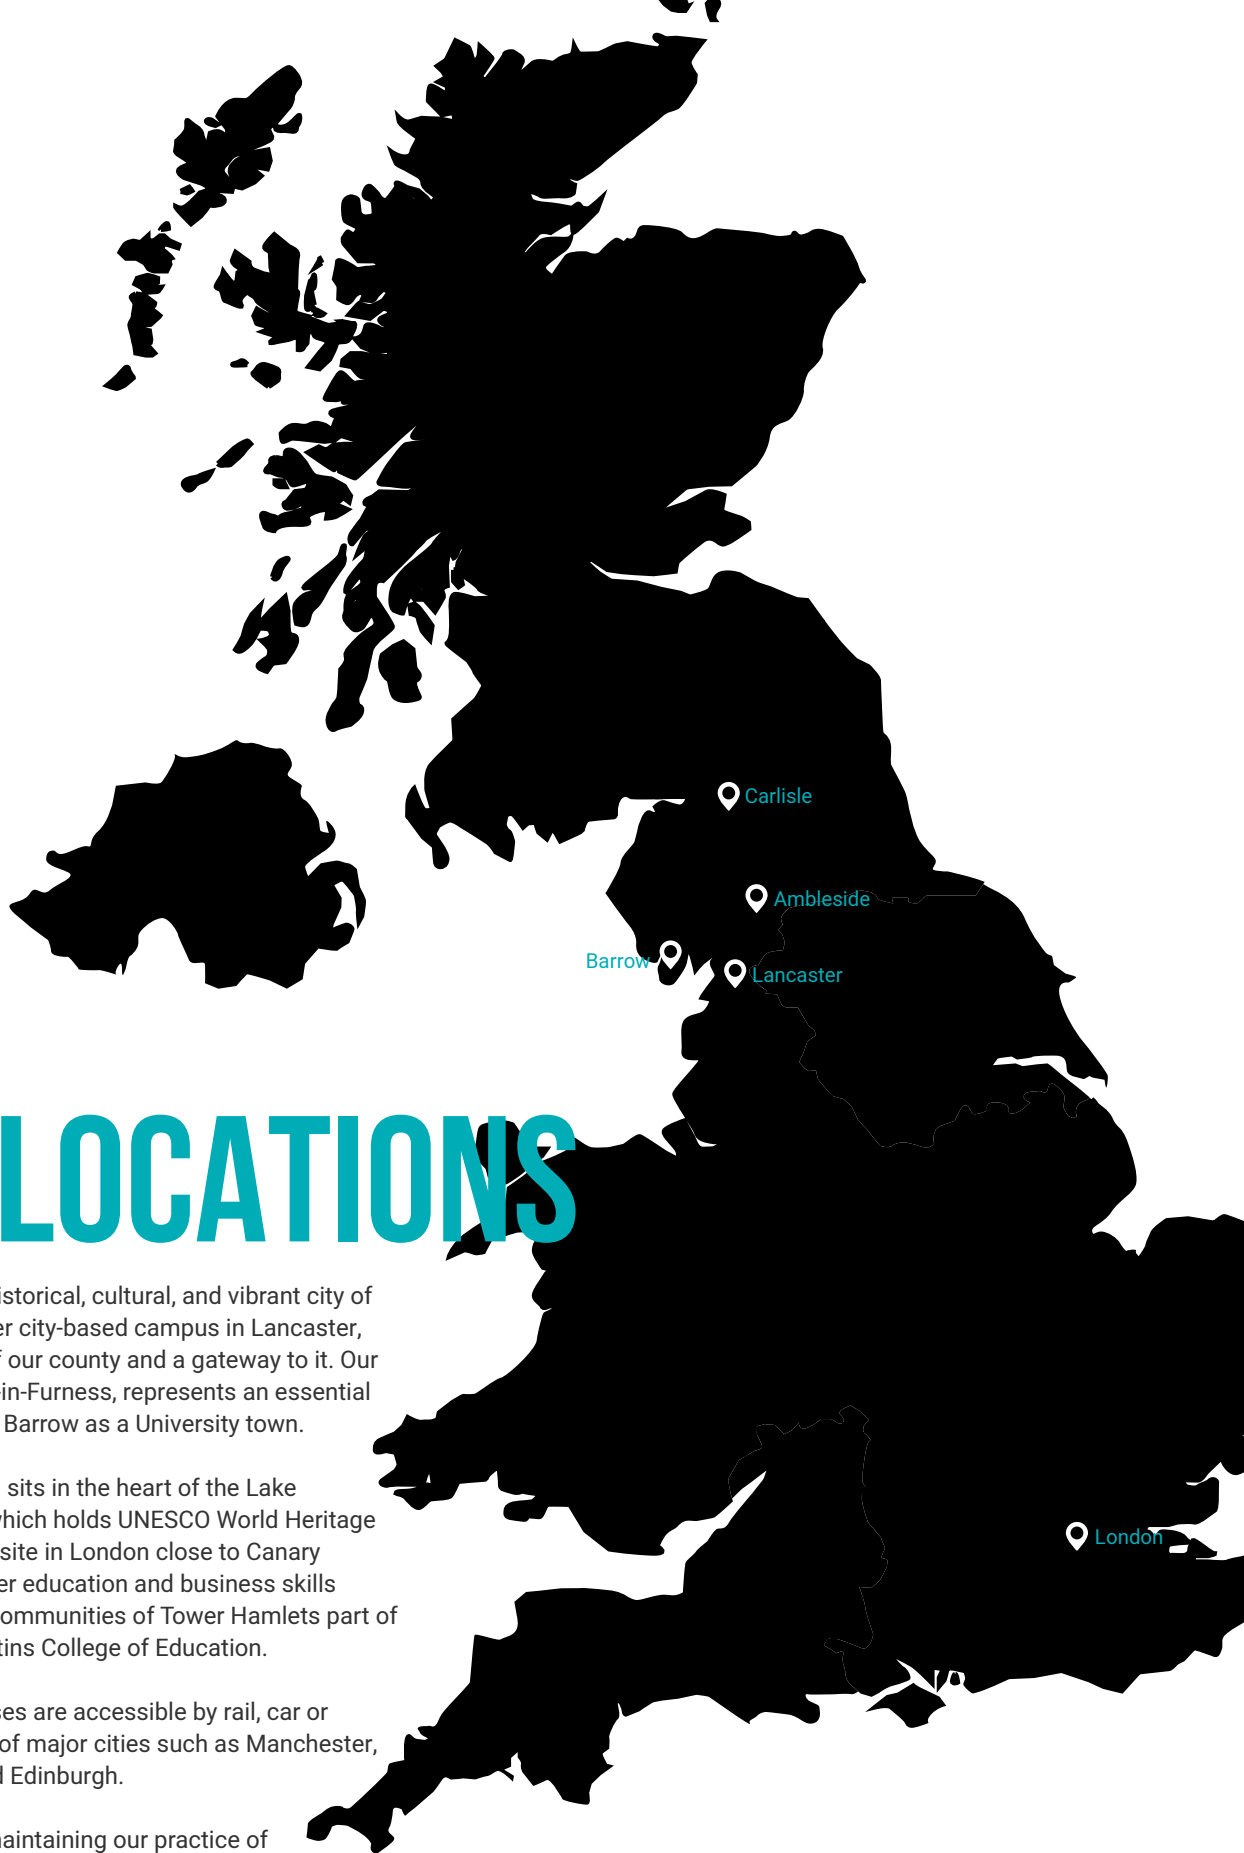 Carlisle
Ambleside
Barrow
Lancaster
LOCATIONS
istorical, cultural, and vibrant city of
er city-based campus in Lancaster,
f our county and a gateway to it. Our
-in-Furness, represents an essential
Barrow as a University town.
sits in the heart of the Lake
which holds UNESCO World Heritage
site in London close to Canary
er education and business skills
ommunities of Tower Hamlets part of
tins College of Education.
London
ses are accessible by rail, car or
of major cities such as Manchester,
d Edinburgh.
naintaining our practice of